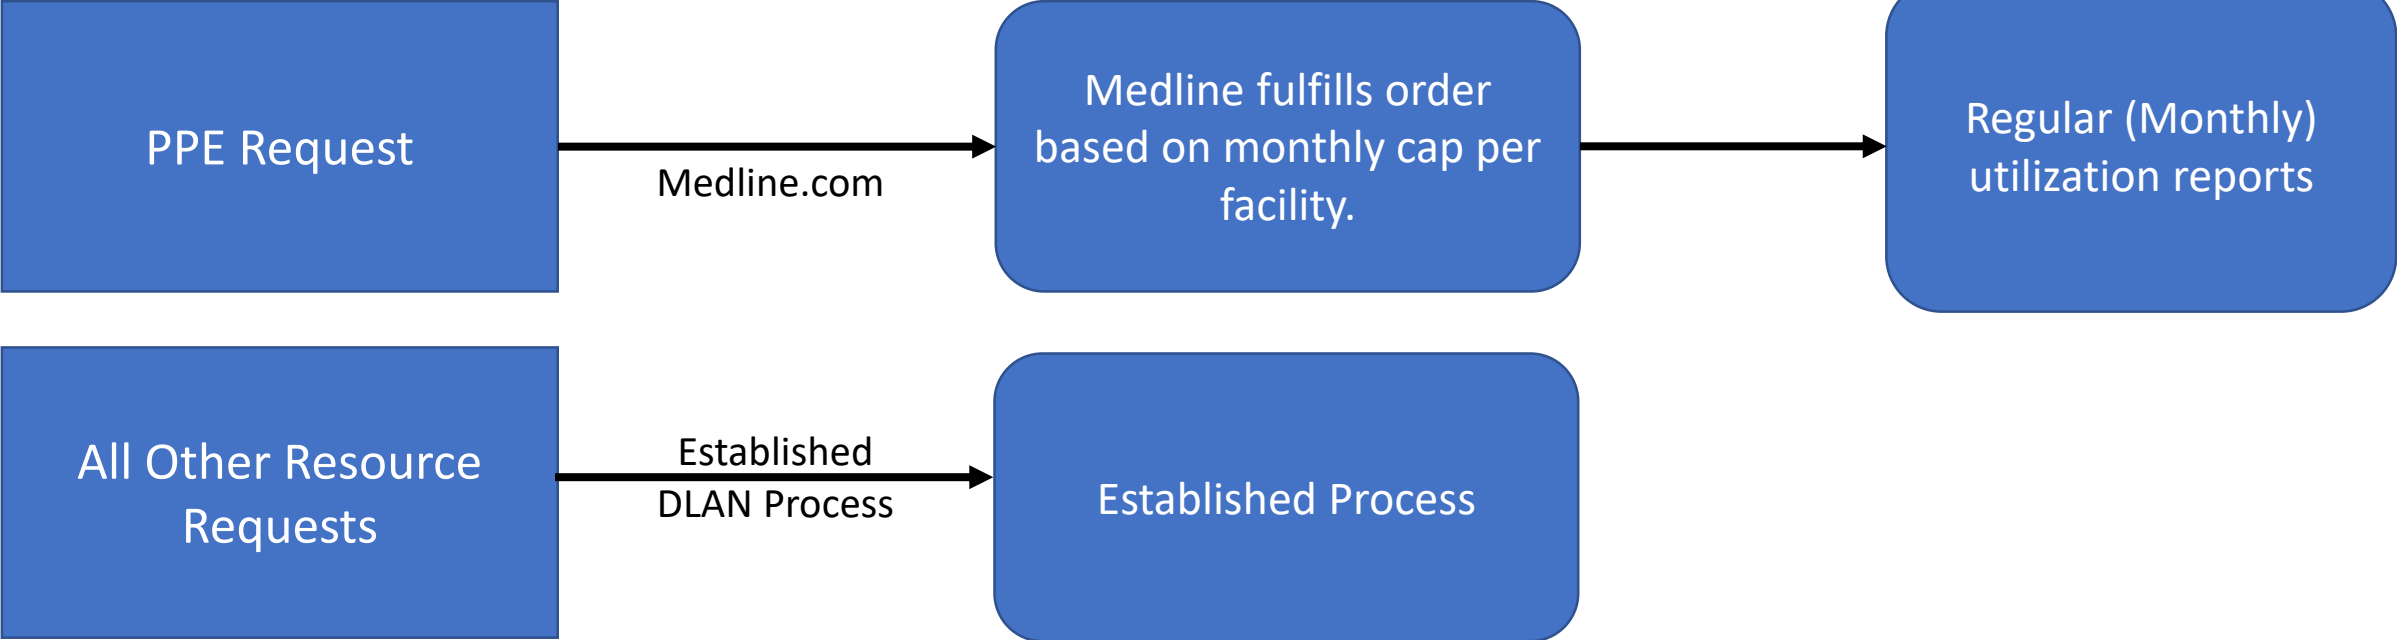 PPE Request
Medline.com
Medline fulfills order
based on monthly cap per
facility.
Regular (Monthly)
utilization reports
All Other Resource
Requests
Established
DLAN Process
Established Process